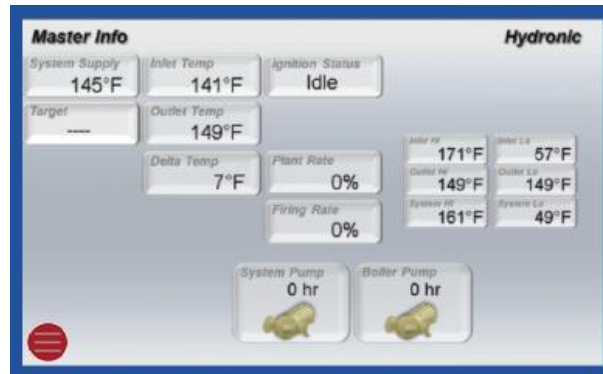 Master Info
Hydronic
System Supply
145°F
Inlet Temp
141°F
Ignition Status
Idle
Target
----
Outlet Temp
149°F
Delta Temp
7°F
Plant Rate
0%
Firing Rate
0%
Inlet Hi
171°F
Inlet Lo
57°F
Outlet Hi
149°F
Outlet Lo
149°F
System Hi
161°F
System Lo
49°F
System Pump
0 hr
Boiler Pump
0 hr